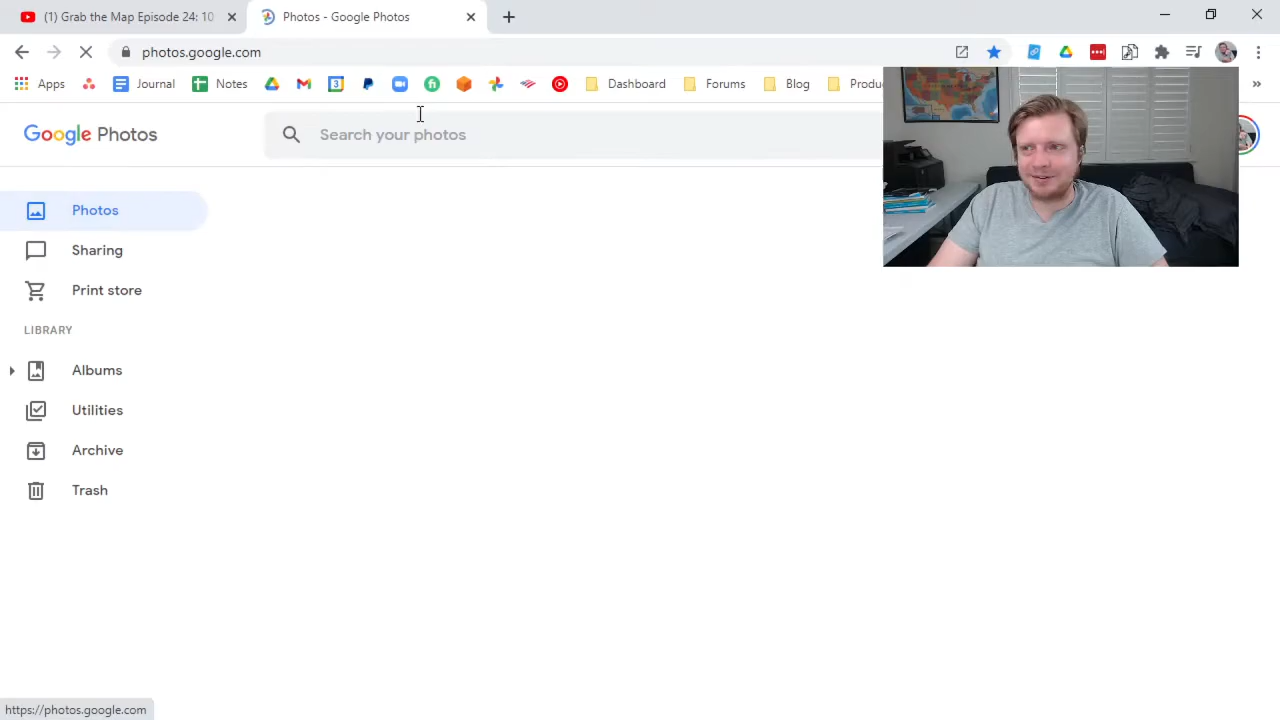 (1) Grab the Map Episode 24: 10
Photos - Google Photos
photos.google.com
Apps
Journal
Notes
3
Dashboard
Forums
Blog
Produ
»
Google Photos
Search your photos
Photos
Sharing
Print store
LIBRARY
Albums
Utilities
Archive
Trash
https://photos.google.com